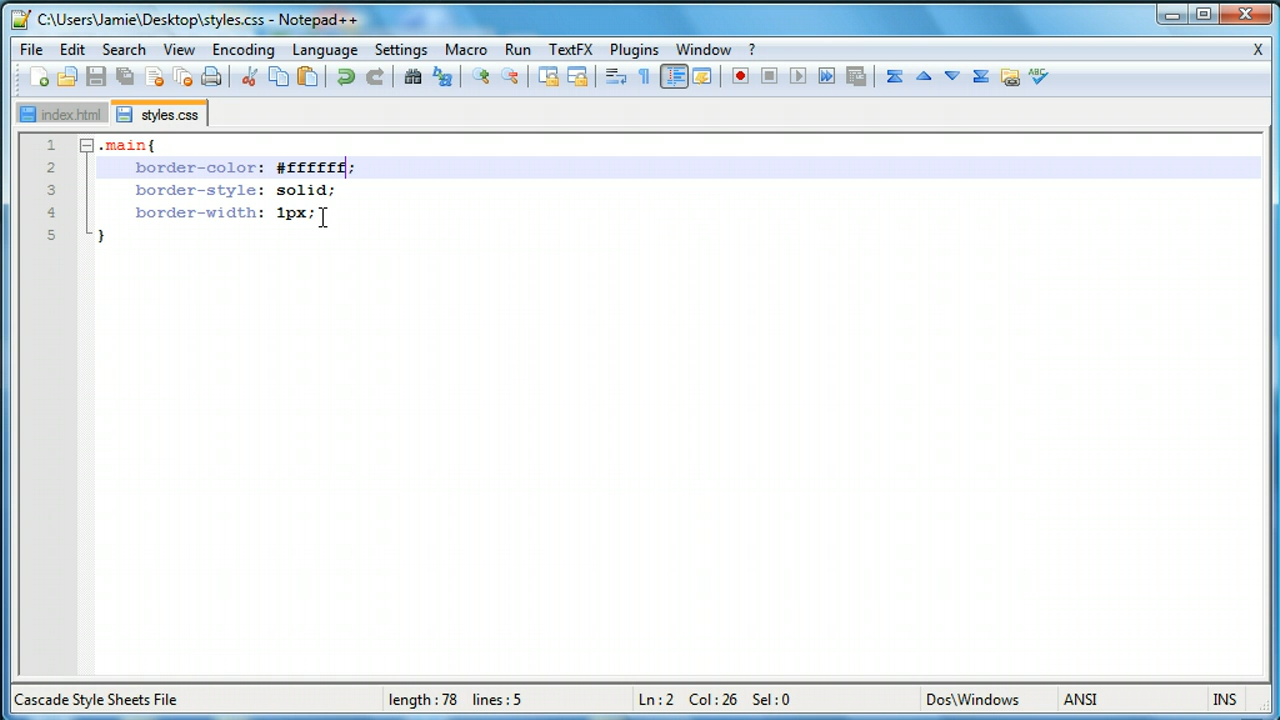 C:\Users\Jamie\Desktop\styles.css - Notepad++
File Edit Search View Encoding Language Settings Macro Run TextFX Plugins Window ? X
ABC
index.html styles.css
1 .main{
2 border-color: #ffffff;
3 border-style: solid;
4 border-width: 1px;
5 }
Cascade Style Sheets File length : 78 lines : 5 Ln : 2 Col : 26 Sel : 0 Dos\Windows ANSI INS